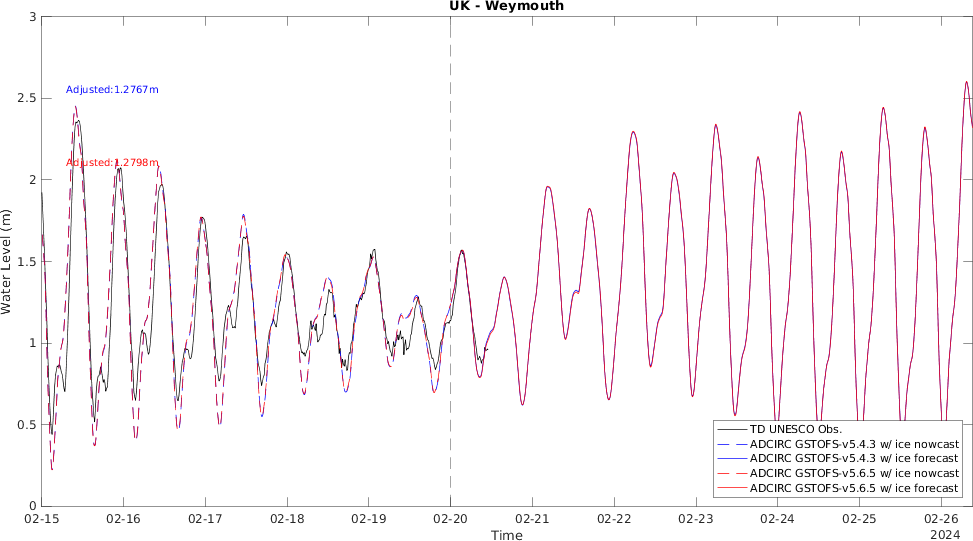 UK - Weymouth
3
2.5
2
1.5
1
0.5
0
Water Level (m)
Adjusted:1.2767m
Adjusted:1.2798m
TD UNESCO Obs.
ADCIRC GSTOFS-v5.4.3 w/ ice nowcast
ADCIRC GSTOFS-v5.4.3 w/ ice forecast
ADCIRC GSTOFS-v5.6.5 w/ ice nowcast
ADCIRC GSTOFS-v5.6.5 w/ ice forecast
02-15 02-16 02-17 02-18 02-19 02-20 02-21 02-22 02-23 02-24 02-25 02-26
Time
2024